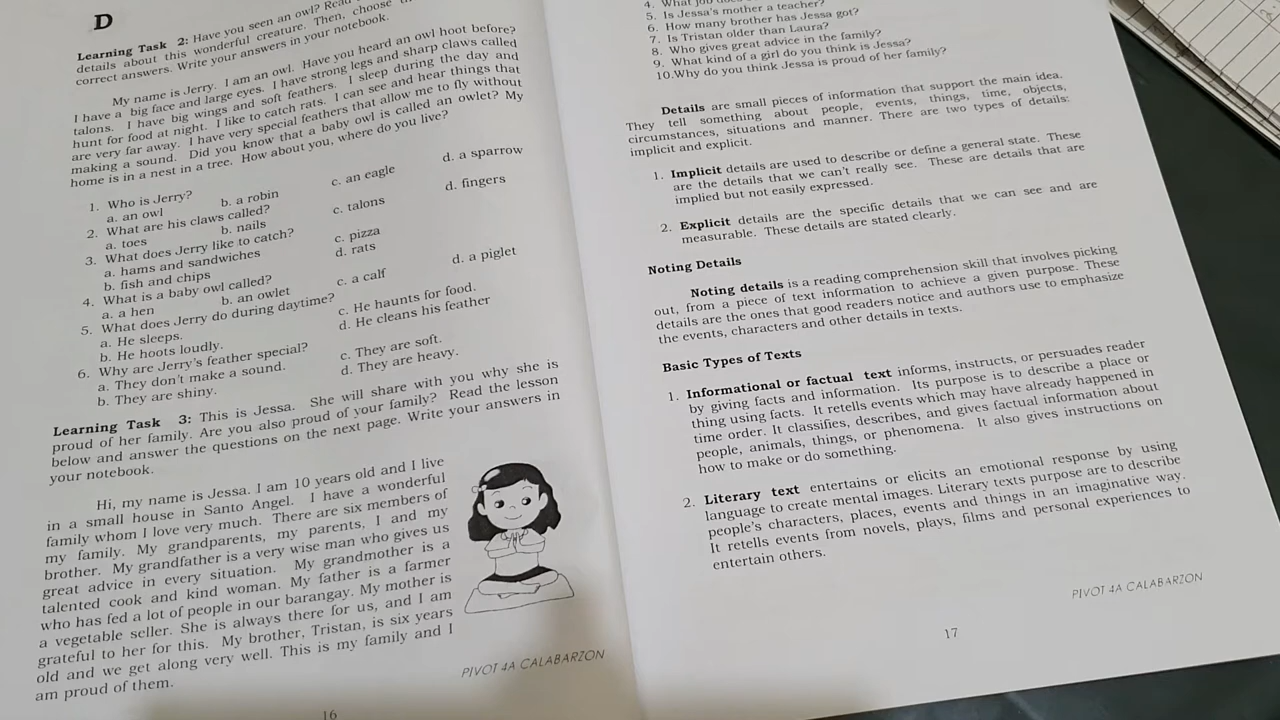 D
Learning Task 2: Have you seen an owl? Read
details about this wonderful creature. Then, choose
correct answers. Write your answers in your notebook.
My name is Jerry. I am an owl. Have you heard an owl hoot before?
I have a big face and large eyes. I have strong legs and sharp claws called
talons. I have big wings and soft feathers. I sleep during the day and
hunt for food at night. I like to catch rats. I can see and hear things that
are very far away. I have very special feathers that allow me to fly without
making a sound. Did you know that a baby owl is called an owlet? My
home is in a nest in a tree. How about you, where do you live?
1. Who is Jerry?
a. an owl b. a robin c. an eagle d. a sparrow
2. What are his claws called?
a. toes b. nails c. talons d. fingers
3. What does Jerry like to catch?
a. hams and sandwiches c. pizza
b. fish and chips d. rats
4. What is a baby owl called?
a. a hen b. an owlet c. a calf d. a piglet
5. What does Jerry do during daytime?
a. He sleeps. c. He haunts for food.
b. He hoots loudly. d. He cleans his feather
6. Why are Jerry's feather special?
a. They don't make a sound. c. They are soft.
b. They are shiny. d. They are heavy.
Learning Task 3: This is Jessa. She will share with you why she is
proud of her family. Are you also proud of your family? Read the lesson
below and answer the questions on the next page. Write your answers in
your notebook.
Hi, my name is Jessa. I am 10 years old and I live
in a small house in Santo Angel. I have a wonderful
family whom I love very much. There are six members of
my family. My grandparents, my parents, I and my
brother. My grandfather is a very wise man who gives us
great advice in every situation. My grandmother is a
talented cook and kind woman. My father is a farmer
who has fed a lot of people in our barangay. My mother is
a vegetable seller. She is always there for us, and I am
grateful to her for this. My brother, Tristan, is six years
old and we get along very well. This is my family and I
am proud of them.
PIVOT 4A CALABARZON
16
4. What job does
5. Is Jessa's mother a teacher?
6. How many brother has Jessa got?
7. Is Tristan older than Laura?
8. Who gives great advice in the family?
9. What kind of a girl do you think is Jessa?
10.Why do you think Jessa is proud of her family?
Details are small pieces of information that support the main idea.
They tell something about people, events, things, time, objects,
circumstances, situations and manner. There are two types of details:
implicit and explicit.
1. Implicit details are used to describe or define a general state. These
are the details that we can't really see. These are details that are
implied but not easily expressed.
2. Explicit details are the specific details that we can see and are
measurable. These details are stated clearly.
Noting Details
Noting details is a reading comprehension skill that involves picking
out, from a piece of text information to achieve a given purpose. These
details are the ones that good readers notice and authors use to emphasize
the events, characters and other details in texts.
Basic Types of Texts
1. Informational or factual text informs, instructs, or persuades reader
by giving facts and information. Its purpose is to describe a place or
thing using facts. It retells events which may have already happened in
time order. It classifies, describes, and gives factual information about
people, animals, things, or phenomena. It also gives instructions on
how to make or do something.
2. Literary text entertains or elicits an emotional response by using
language to create mental images. Literary texts purpose are to describe
people's characters, places, events and things in an imaginative way.
It retells events from novels, plays, films and personal experiences to
entertain others.
PIVOT 4A CALABARZON
17